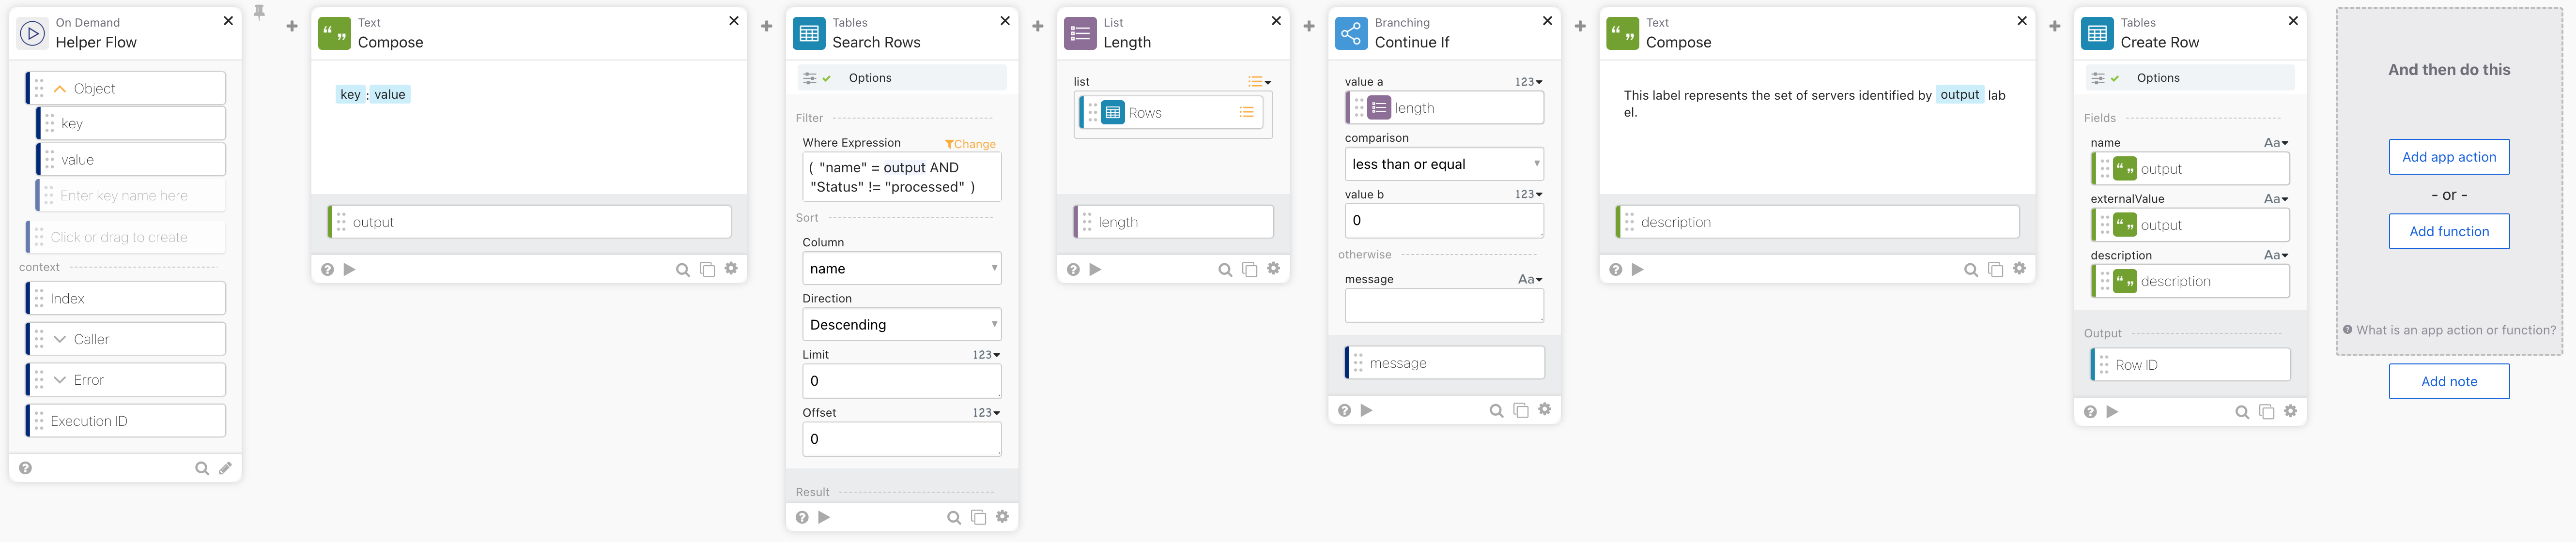 On Demand
Helper Flow
Object
key
value
Enter key name here
Click or drag to create
context
Index
Caller
Error
Execution ID
Text
Compose
key : value
output
Tables
Search Rows
Options
Filter
Where Expression
Change
( "name" = output AND
"Status" != "processed" )
Sort
Column
name
Direction
Descending
Limit
123
0
Offset
123
0
Result
List
Length
list
Rows
length
Branching
Continue If
value a
123
length
comparison
less than or equal
value b
123
0
otherwise
message
Aa
message
Text
Compose
This label represents the set of servers identified by output lab
el.
description
Tables
Create Row
Options
Fields
name
Aa
output
externalValue
Aa
output
description
Aa
description
Output
Row ID
And then do this
Add app action
- or -
Add function
What is an app action or function?
Add note